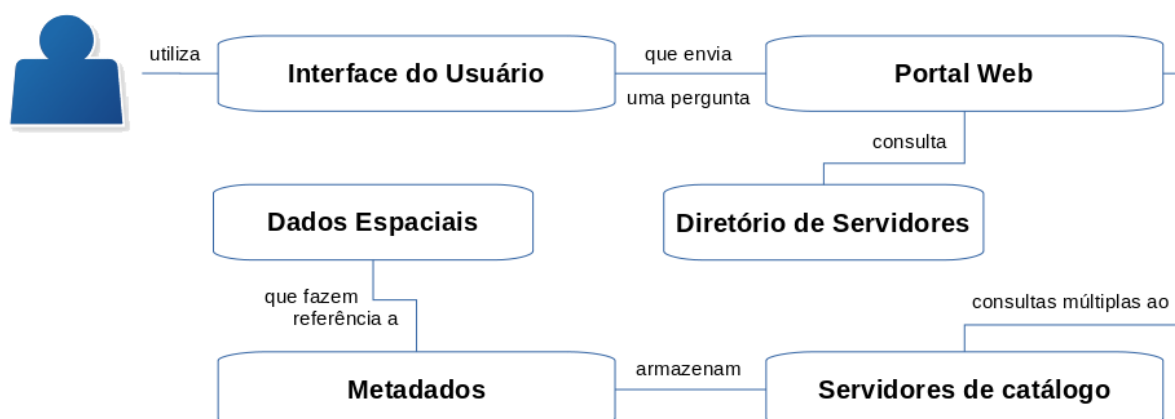 utiliza
Interface do Usuário
que envia
uma pergunta
Portal Web
consulta
Dados Espaciais
Diretório de Servidores
que fazem
referência a
consultas múltiplas ao
Metadados
armazenam
Servidores de catálogo